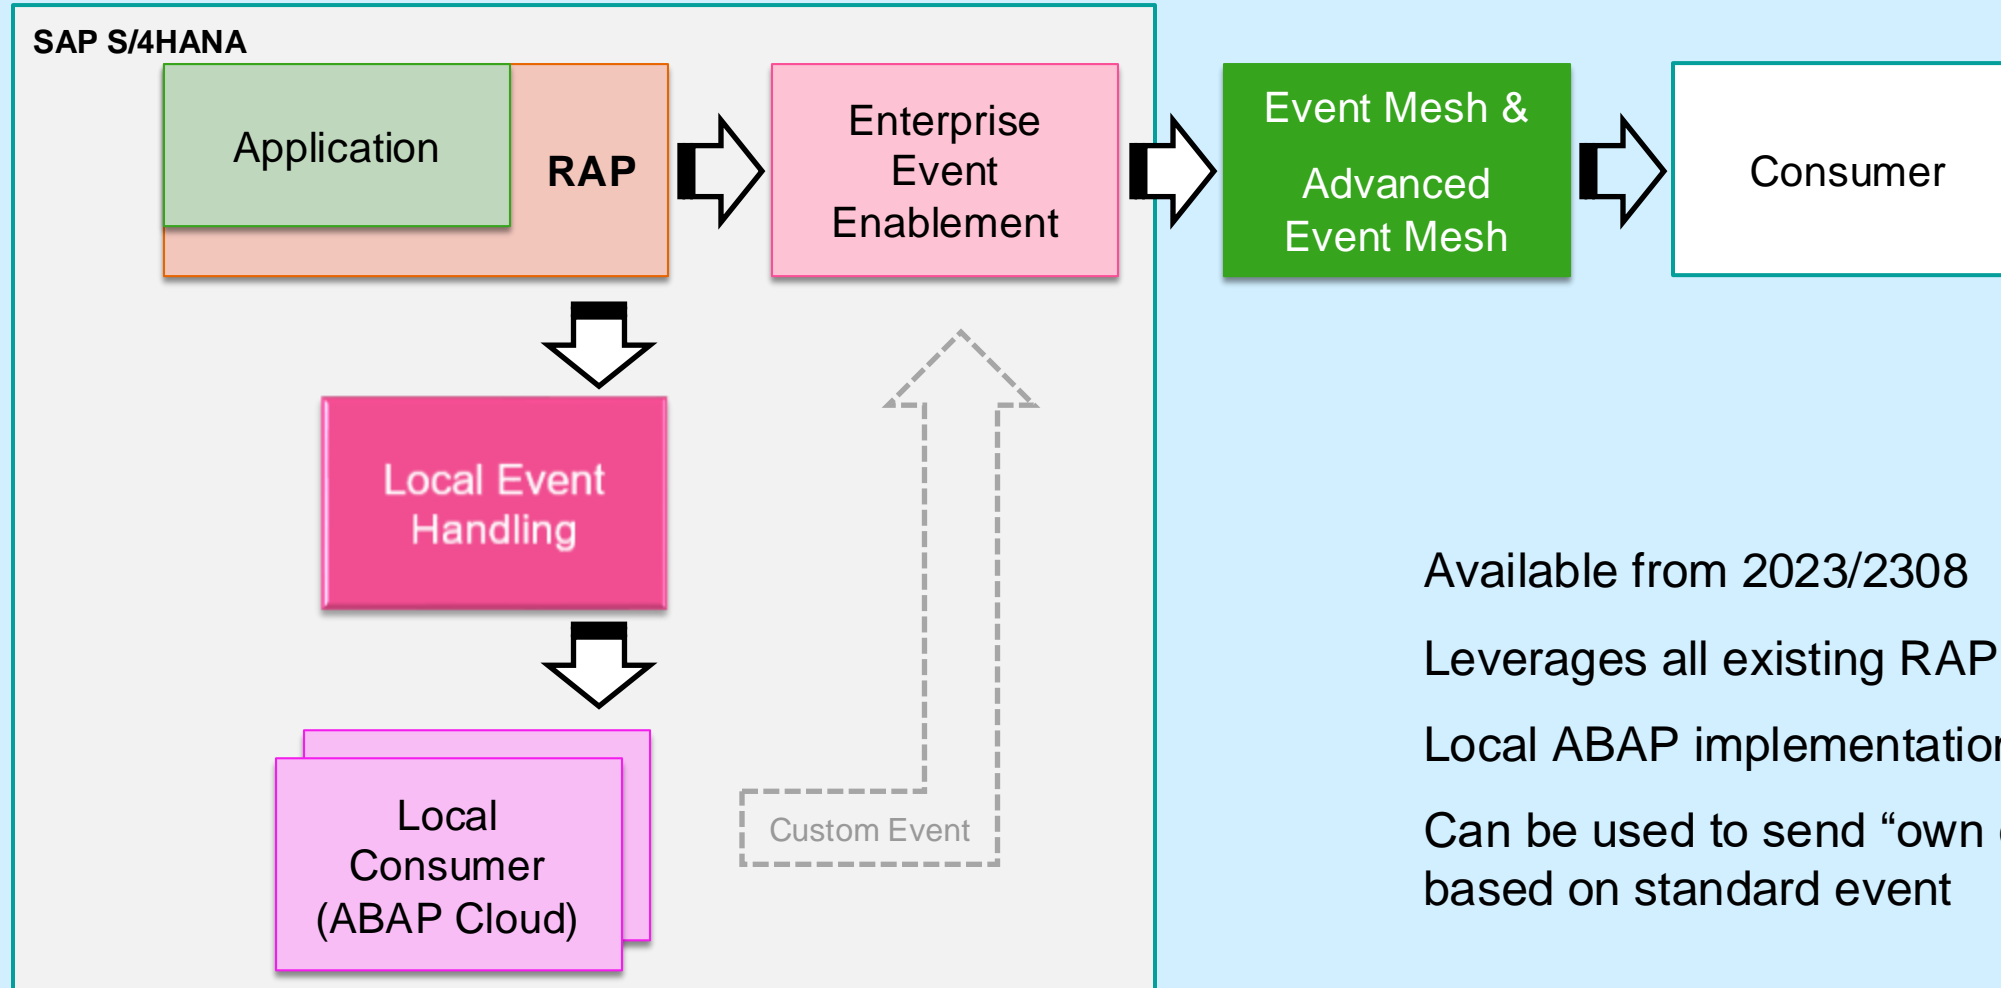 SAP S/4HANA
Application
RAP
Enterprise
Event
Enablement
Event Mesh &
Advanced
Event Mesh
Consumer
Local Event
Handling
Local
Consumer
(ABAP Cloud)
Custom Event
Available from 2023/2308
Leverages all existing RAP
Local ABAP
Can be used to send “own
based on standard event